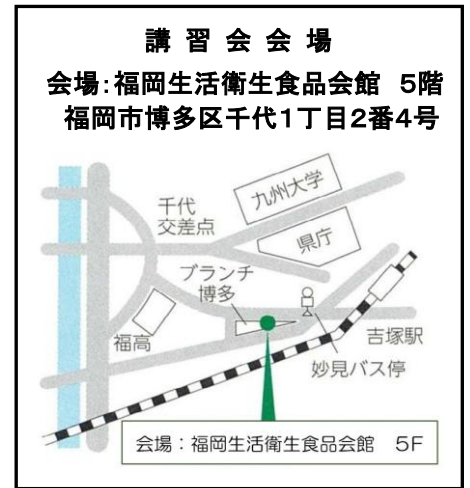 講習会会場
会場：福岡生活衛生食品会館 5階
福岡市博多区千代1丁目2番4号
九州大学
千代
交差点
県庁
ブランチ
博多
福高
吉塚駅
妙見バス停
会場：福岡生活衛生食品会館 5F